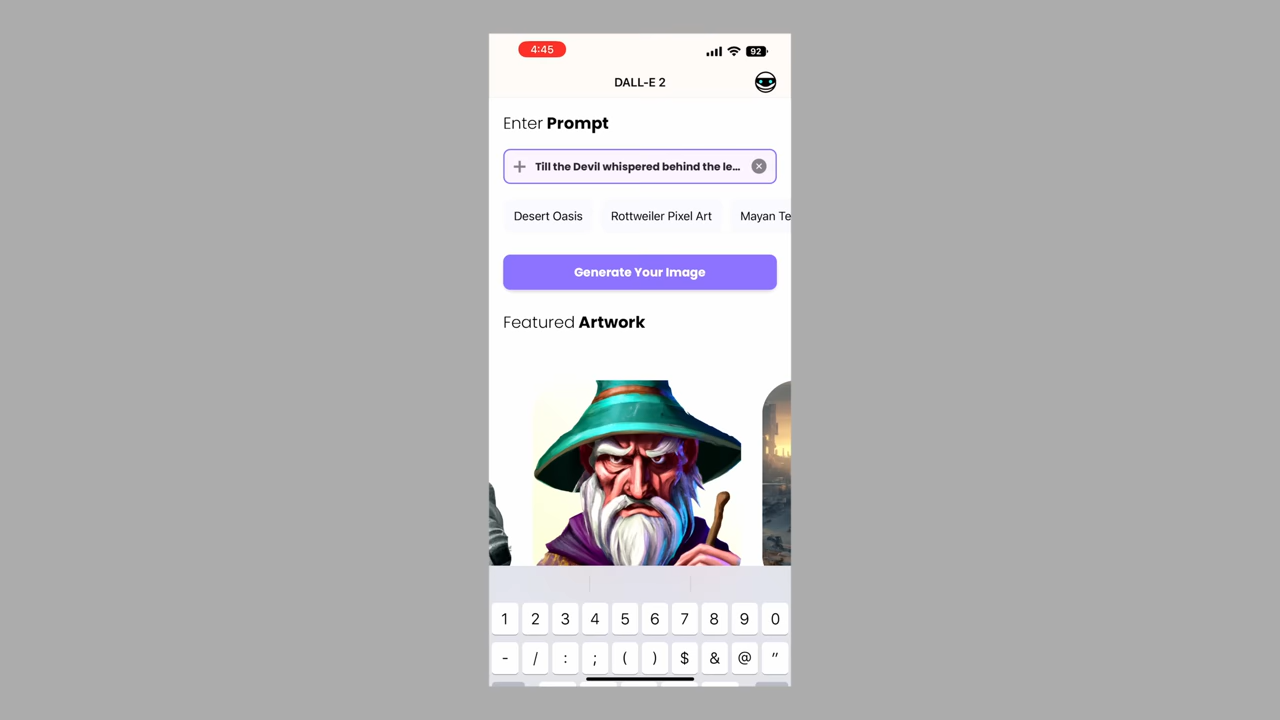 4:45
92
DALL-E 2
Enter Prompt
Till the Devil whispered behind the le...
Desert Oasis
Rottweiler Pixel Art
Mayan Te
Generate Your Image
Featured Artwork
1 2 3 4 5 6 7 8 9 0
- / : ; ( ) $ & @ "